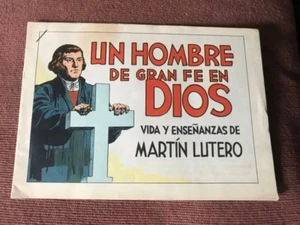 UN HOMBRE
DE GRAN FE EN
DIOS
VIDA Y ENSEÑANZAS DE
MARTÍN LUTERO